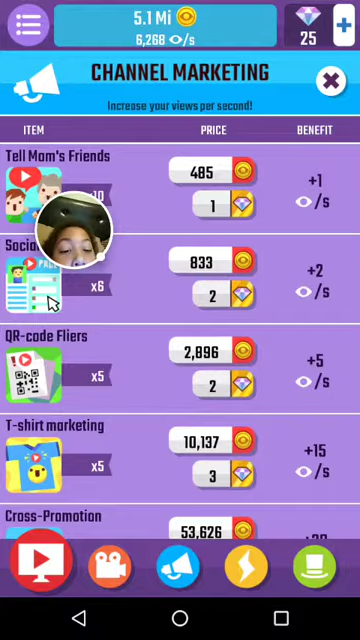 5.1 Mi
6,268 /s
25
CHANNEL MARKETING
Increase your views per second!
ITEM PRICE BENEFIT
Tell Mom's Friends
485
+1
/s
1
833
+2
/s
x6
2
QR-code Fliers
2,896
+5
/s
x5
2
T-shirt marketing
10,137
+15
/s
x5
3
Cross-Promotion
53,626